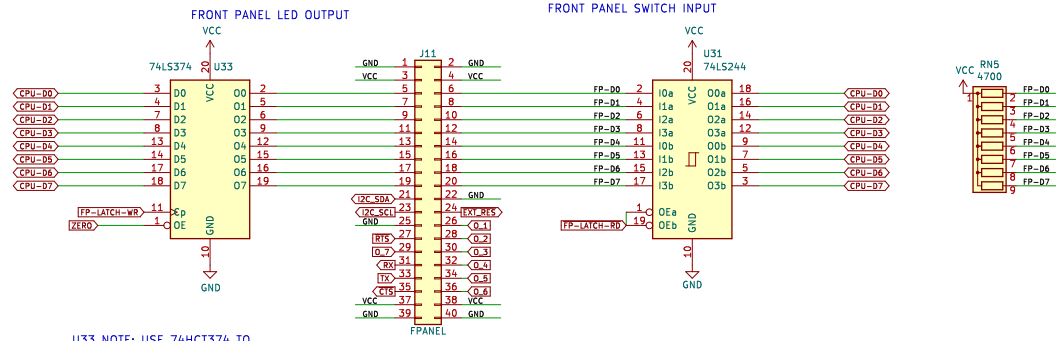 FRONT PANEL LED OUTPUT
FRONT PANEL SWITCH INPUT
VCC
74LS374 U33
20
VCC
CPU-D0 3 D0 O0 2
CPU-D1 4 D1 O1 5
CPU-D2 7 D2 O2 6
CPU-D3 8 D3 O3 9
CPU-D4 13 D4 O4 12
CPU-D5 14 D5 O5 15
CPU-D6 17 D6 O6 16
CPU-D7 18 D7 O7 19
FP-LATCH-WR 11 Cp
ZERO 1 OE
GND
10
GND
J11
GND 1 2 GND
VCC 3 4 VCC
5 6
7 8
9 10
11 12
13 14
15 16
17 18
19 20
I2C_SDA 21 22 GND
I2C_SCL 23 24 EXT_RES
GND 25 26 O_1
RTS 27 28 O_2
O_7 29 30 O_3
RX 31 32 O_4
TX 33 34 O_5
CTS 35 36 O_6
VCC 37 38 VCC
GND 39 40 GND
FPANEL
VCC
U31
74LS244
20
VCC
FP-D0 2 I0a O0a 18 CPU-D0
FP-D1 4 I1a O1a 16 CPU-D1
FP-D2 6 I2a O2a 14 CPU-D2
FP-D3 8 I3a O3a 12 CPU-D3
FP-D4 11 I0b O0b 9 CPU-D4
FP-D5 13 I1b O1b 7 CPU-D5
FP-D6 15 I2b O2b 5 CPU-D6
FP-D7 17 I3b O3b 3 CPU-D7
1 OEa
FP-LATCH-RD 19 OEb
GND
10
GND
RN5
4700
VCC
1
2 FP-D0
3 FP-D1
4 FP-D2
5 FP-D3
6 FP-D4
7 FP-D5
8 FP-D6
9 FP-D7
U33 NOTE: USE 74HCT374 TO